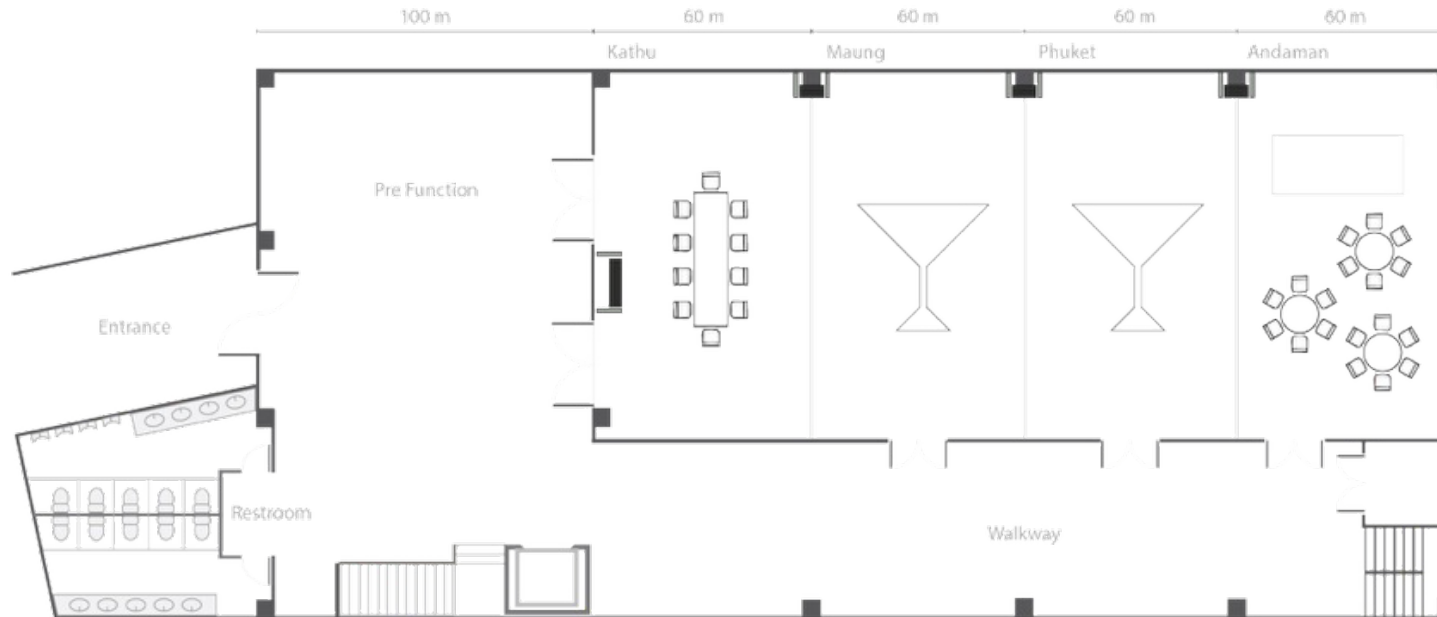 100 m 60 m 60 m 60 m 60 m
Kathu Maung Phuket Andaman
Pre Function
Entrance
Restroom
Walkway